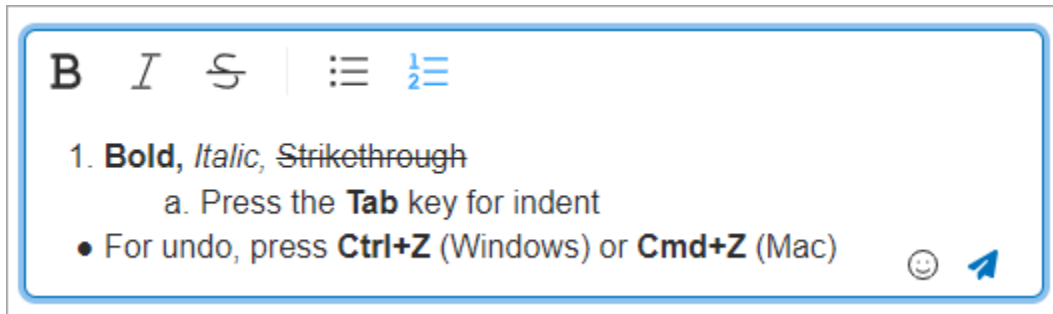 B I S
1. Bold, Italic, Strikethrough
a. Press the Tab key for indent
● For undo, press Ctrl+Z (Windows) or Cmd+Z (Mac)